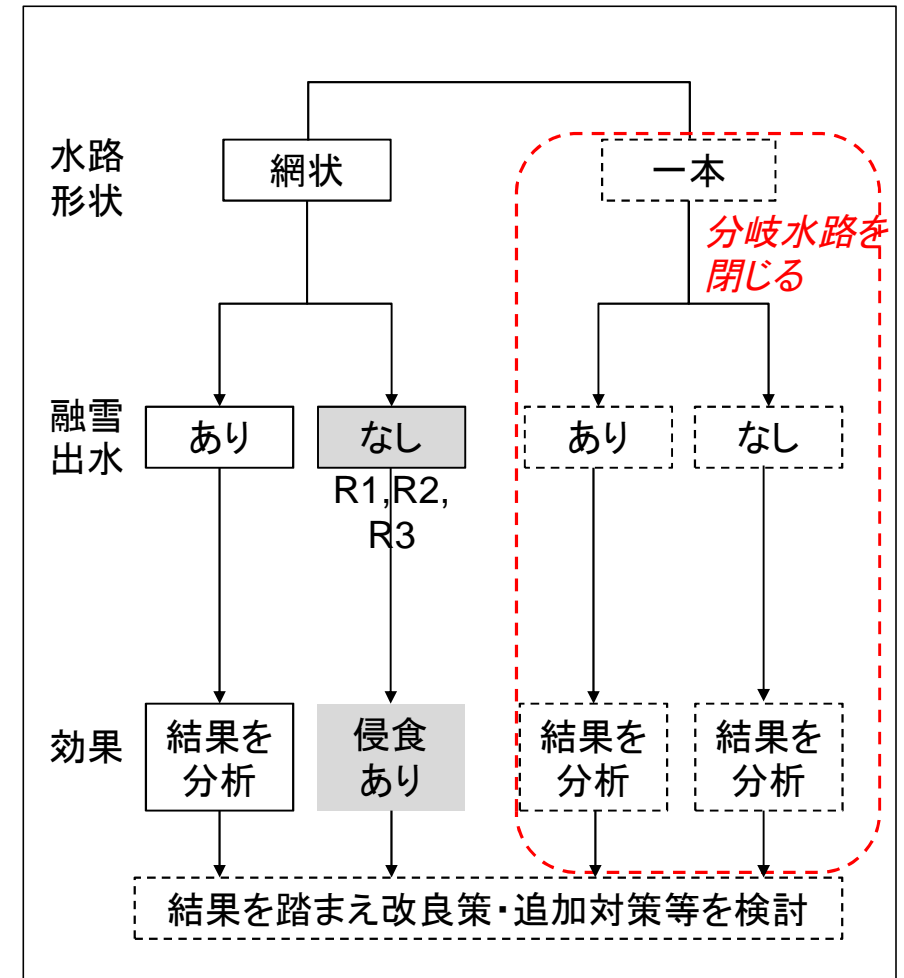 水路
形状
網状
一本
分岐水路を
閉じる
融雪
出水
あり
なし
R1,R2,
R3
あり
なし
効果
結果を
分析
侵食
あり
結果を
分析
結果を
分析
結果を踏まえ改良策・追加対策等を検討